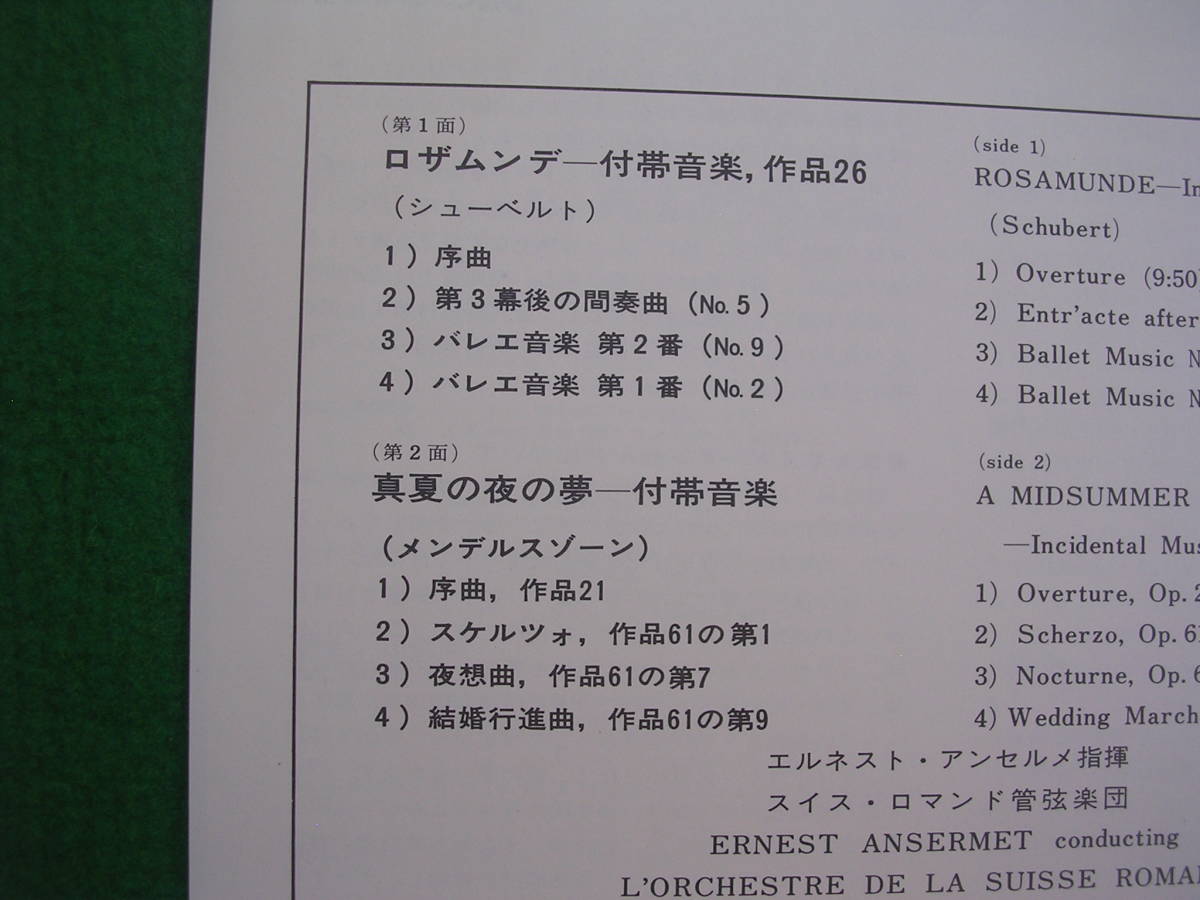 (第1面)
ロザムンデ―付帯音楽, 作品26
(シューベルト)
1) 序曲
2) 第3幕後の間奏曲 (No.5)
3) バレエ音楽 第2番 (No.9)
4) バレエ音楽 第1番 (No.2)
(第2面)
真夏の夜の夢―付帯音楽
(メンデルスゾーン)
1) 序曲, 作品21
2) スケルツォ, 作品61の第1
3) 夜想曲, 作品61の第7
4) 結婚行進曲, 作品61の第9
(side 1)
ROSAMUNDE―In
(Schubert)
1) Overture (9:50)
2) Entr'acte after
3) Ballet Music N
4) Ballet Music N
(side 2)
A MIDSUMMER
―Incidental Mus
1) Overture, Op. 2
2) Scherzo, Op. 61
3) Nocturne, Op. 6
4) Wedding March
エルネスト・アンセルメ指揮
スイス・ロマンド管弦楽団
ERNEST ANSERMET conducting
L'ORCHESTRE DE LA SUISSE ROMAN